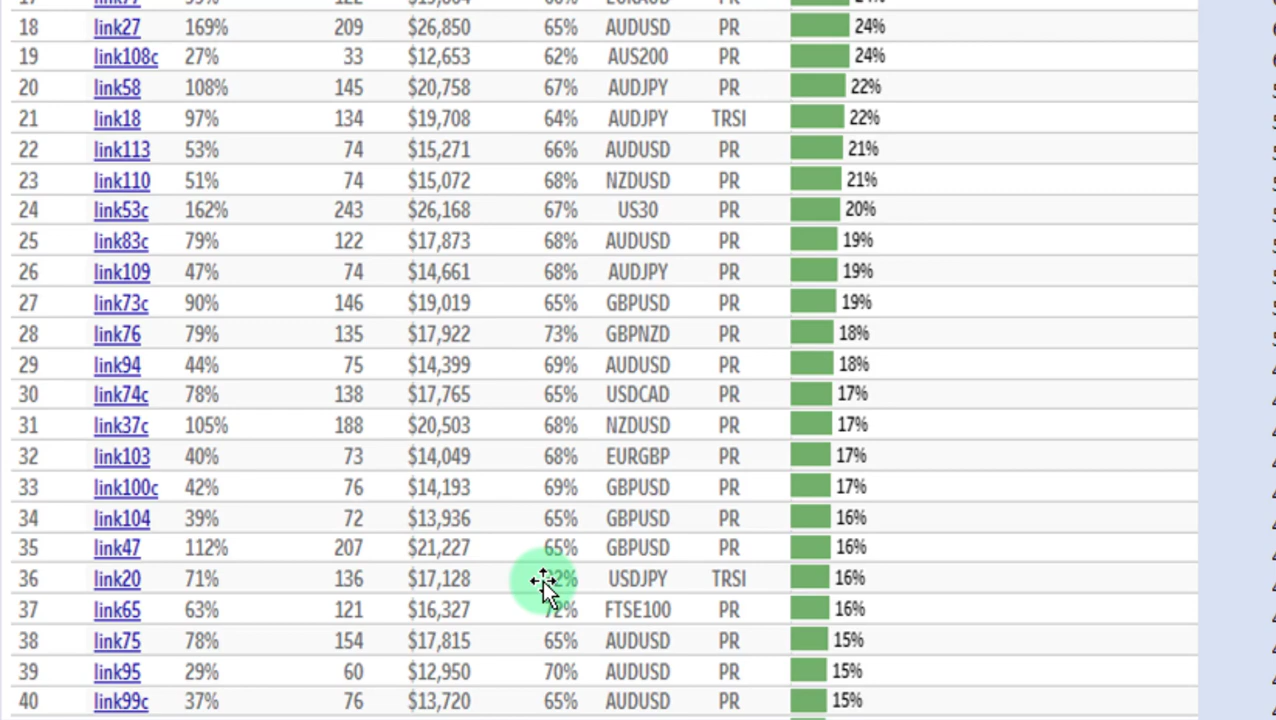 18 link27 169% 209 $26,850 65% AUDUSD PR 24%
19 link108c 27% 33 $12,653 62% AUS200 PR 24%
20 link58 108% 145 $20,758 67% AUDJPY PR 22%
21 link18 97% 134 $19,708 64% AUDJPY TRSI 22%
22 link113 53% 74 $15,271 66% AUDUSD PR 21%
23 link110 51% 74 $15,072 68% NZDUSD PR 21%
24 link53c 162% 243 $26,168 67% US30 PR 20%
25 link83c 79% 122 $17,873 68% AUDUSD PR 19%
26 link109 47% 74 $14,661 68% AUDJPY PR 19%
27 link73c 90% 146 $19,019 65% GBPUSD PR 19%
28 link76 79% 135 $17,922 73% GBPNZD PR 18%
29 link94 44% 75 $14,399 69% AUDUSD PR 18%
30 link74c 78% 138 $17,765 65% USDCAD PR 17%
31 link37c 105% 188 $20,503 68% NZDUSD PR 17%
32 link103 40% 73 $14,049 68% EURGBP PR 17%
33 link100c 42% 76 $14,193 69% GBPUSD PR 17%
34 link104 39% 72 $13,936 65% GBPUSD PR 16%
35 link47 112% 207 $21,227 65% GBPUSD PR 16%
36 link20 71% 136 $17,128 USDJPY TRSI 16%
37 link65 63% 121 $16,327 72% FTSE100 PR 16%
38 link75 78% 154 $17,815 65% AUDUSD PR 15%
39 link95 29% 60 $12,950 70% AUDUSD PR 15%
40 link99c 37% 76 $13,720 65% AUDUSD PR 15%